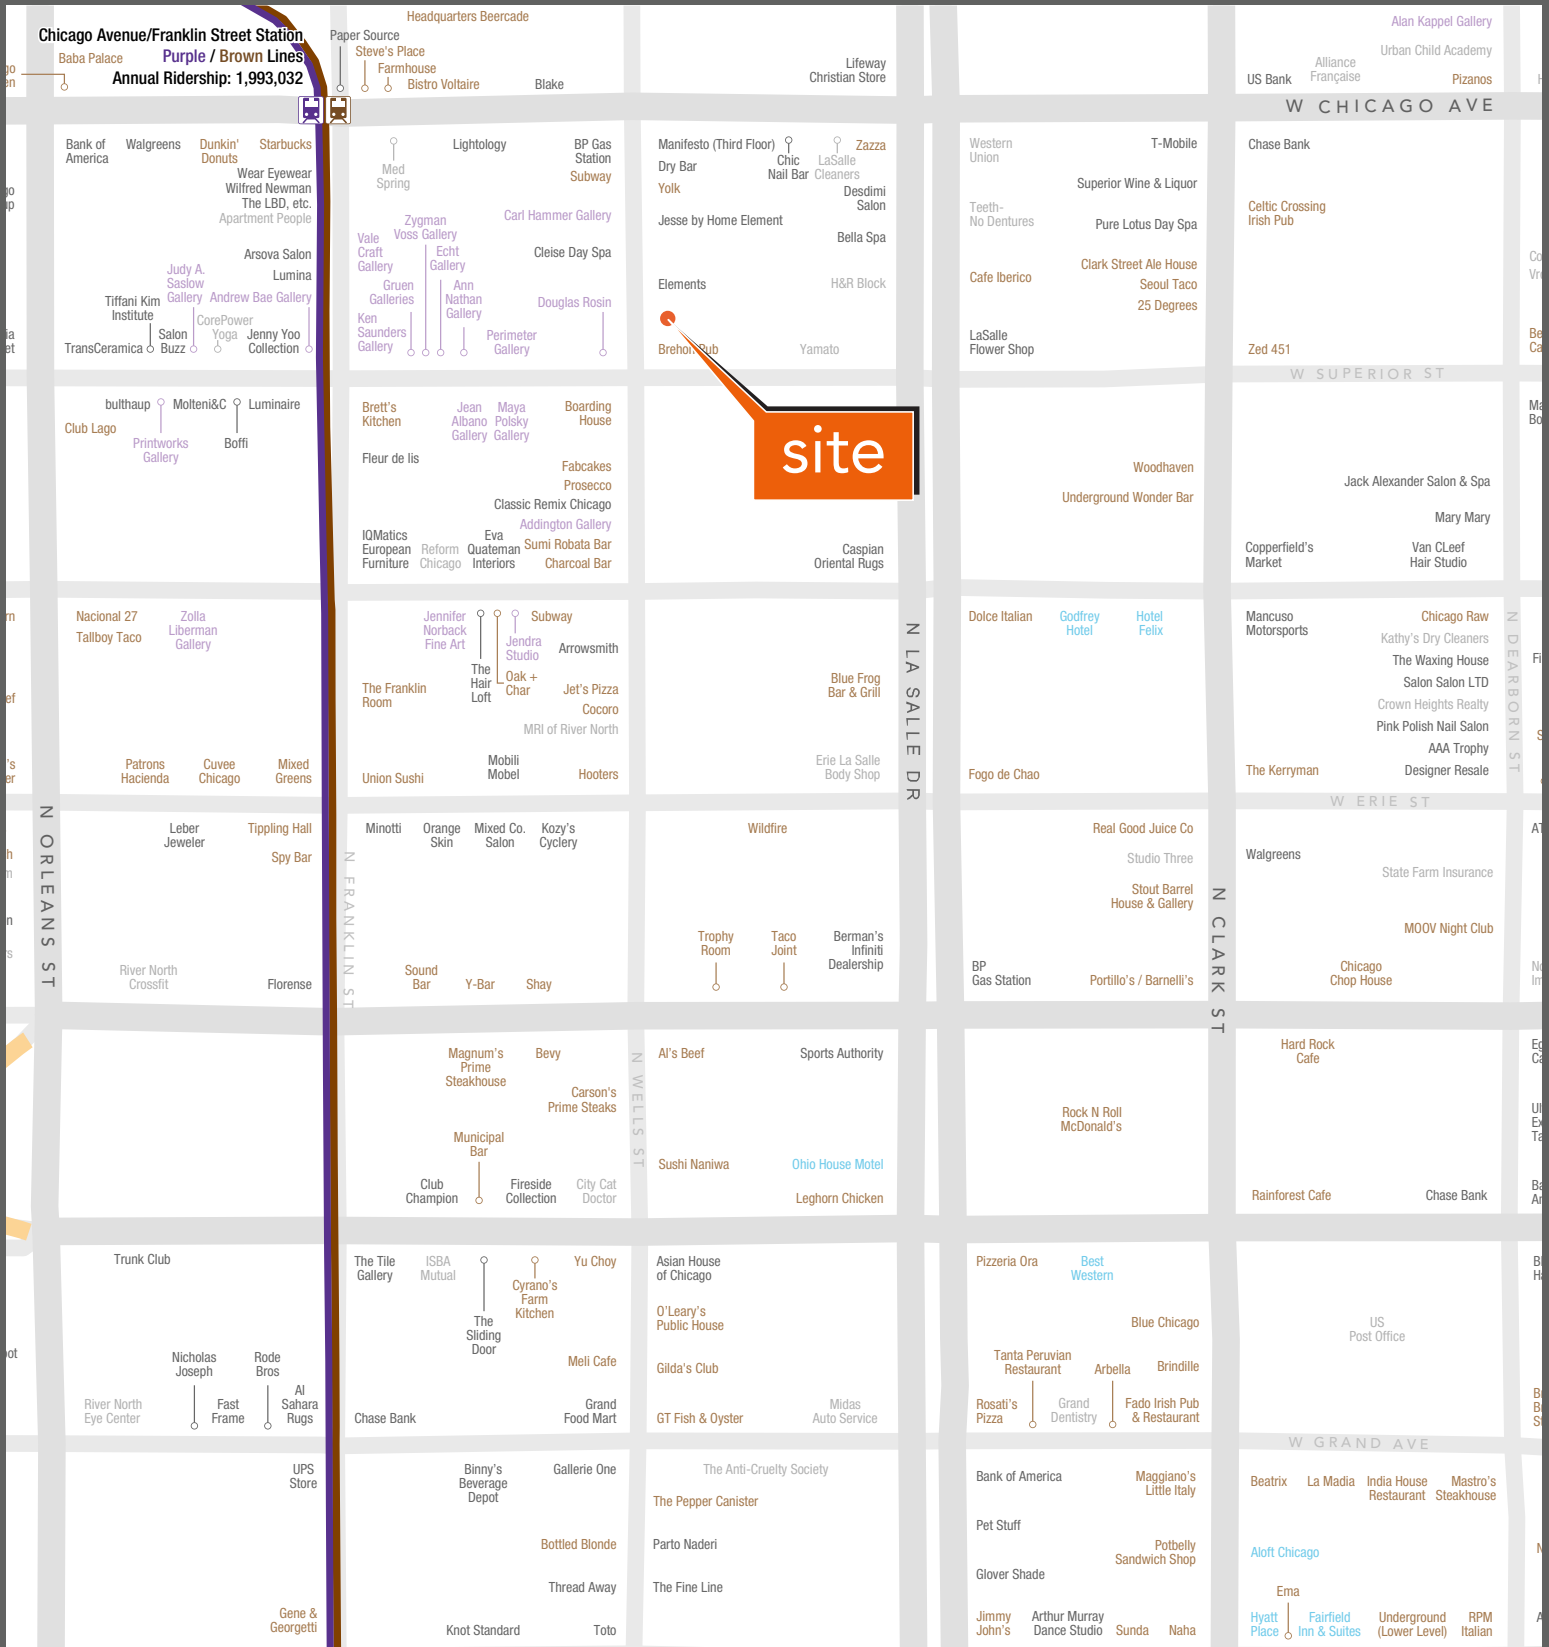 Headquarters Beercade
Chicago Avenue/Franklin Street Station
Purple / Brown Lines
Annual Ridership: 1,993,032
Baba Palace
Paper Source
Steve's Place
Farmhouse
Bistro Voltaire
Blake
Lifeway
Christian Store
Alan Kappel Gallery
Urban Child Academy
Alliance
Française
US Bank
Pizanos
W CHICAGO AVE
Bank of
America
Walgreens
Dunkin'
Donuts
Starbucks
Wear Eyewear
Wilfred Newman
The LBD, etc.
Apartment People
Arsova Salon
Lumina
Judy A.
Saslow
Gallery
Andrew Bae Gallery
Tiffani Kim
Institute
CorePower
Yoga
Salon
Buzz
Jenny Yoo
Collection
TransCeramica
Med
Spring
Lightology
BP Gas
Station
Subway
Carl Hammer Gallery
Zygman
Voss Gallery
Vale
Craft
Gallery
Echt
Gallery
Cleise Day Spa
Gruen
Galleries
Ann
Nathan
Gallery
Douglas Rosin
Ken
Saunders
Gallery
Perimeter
Gallery
Manifesto (Third Floor)
Chic
Nail Bar
LaSalle
Cleaners
Zazza
Dry Bar
Yolk
Desdimi
Salon
Jesse by Home Element
Bella Spa
Elements
H&R Block
Brehon Pub
Yamato
site
Western
Union
T-Mobile
Superior Wine & Liquor
Teeth-
No Dentures
Pure Lotus Day Spa
Cafe Iberico
Clark Street Ale House
Seoul Taco
25 Degrees
LaSalle
Flower Shop
Chase Bank
Celtic Crossing
Irish Pub
Zed 451
W SUPERIOR ST
bulthaup
Molteni&C
Luminaire
Club Lago
Printworks
Gallery
Boffi
Brett's
Kitchen
Jean
Albano
Gallery
Maya
Polsky
Gallery
Boarding
House
Fleur de lis
Fabcakes
Prosecco
Classic Remix Chicago
Addington Gallery
IQMatics
European
Furniture
Reform
Chicago
Eva
Quateman
Interiors
Sumi Robata Bar
Charcoal Bar
Caspian
Oriental Rugs
Woodhaven
Underground Wonder Bar
Jack Alexander Salon & Spa
Mary Mary
Copperfield's
Market
Van CLeef
Hair Studio
Nacional 27
Tallboy Taco
Zolla
Liberman
Gallery
Patrons
Hacienda
Cuvee
Chicago
Mixed
Greens
Jennifer
Norback
Fine Art
Jendra
Studio
Subway
Arrowsmith
The
Hair
Loft
Oak +
Char
The Franklin
Room
Jet's Pizza
Cocoro
MRI of River North
Union Sushi
Mobili
Mobel
Hooters
Blue Frog
Bar & Grill
Erie La Salle
Body Shop
N LA SALLE DR
Dolce Italian
Godfrey
Hotel
Hotel
Felix
Fogo de Chao
Mancuso
Motorsports
Chicago Raw
Kathy's Dry Cleaners
The Waxing House
Salon Salon LTD
Crown Heights Realty
Pink Polish Nail Salon
AAA Trophy
The Kerryman
Designer Resale
N DEARBORN ST
W ERIE ST
N ORLEANS ST
Leber
Jeweler
Tippling Hall
Spy Bar
River North
Crossfit
Florense
N FRANKLIN ST
Minotti
Orange
Skin
Mixed Co.
Salon
Kozy's
Cyclery
Sound
Bar
Y-Bar
Shay
Wildfire
Trophy
Room
Taco
Joint
Berman's
Infiniti
Dealership
Real Good Juice Co
Studio Three
Stout Barrel
House & Gallery
BP
Gas Station
Portillo's / Barnelli's
N CLARK ST
Walgreens
State Farm Insurance
MOOV Night Club
Chicago
Chop House
Magnum's
Prime
Steakhouse
Bevy
Carson's
Prime Steaks
Municipal
Bar
Club
Champion
Fireside
Collection
City Cat
Doctor
N WELLS ST
Al's Beef
Sports Authority
Sushi Naniwa
Ohio House Motel
Leghorn Chicken
Rock N Roll
McDonald's
Hard Rock
Cafe
Rainforest Cafe
Chase Bank
Trunk Club
Nicholas
Joseph
Rode
Bros
River North
Eye Center
Fast
Frame
Al
Sahara
Rugs
The Tile
Gallery
ISBA
Mutual
Yu Choy
Cyrano's
Farm
Kitchen
The
Sliding
Door
Meli Cafe
Chase Bank
Grand
Food Mart
Asian House
of Chicago
O'Leary's
Public House
Gilda's Club
GT Fish & Oyster
Midas
Auto Service
Pizzeria Ora
Best
Western
Blue Chicago
Tanta Peruvian
Restaurant
Arbella
Brindille
Rosati's
Pizza
Grand
Dentistry
Fado Irish Pub
& Restaurant
US
Post Office
W GRAND AVE
UPS
Store
Gene &
Georgetti
Binny's
Beverage
Depot
Gallerie One
Bottled Blonde
Thread Away
Knot Standard
Toto
The Anti-Cruelty Society
The Pepper Canister
Parto Naderi
The Fine Line
Bank of America
Maggiano's
Little Italy
Pet Stuff
Potbelly
Sandwich Shop
Glover Shade
Jimmy
John's
Arthur Murray
Dance Studio
Sunda
Naha
Beatrix
La Madia
India House
Restaurant
Mastro's
Steakhouse
Aloft Chicago
Ema
Hyatt
Place
Fairfield
Inn & Suites
Underground
(Lower Level)
RPM
Italian